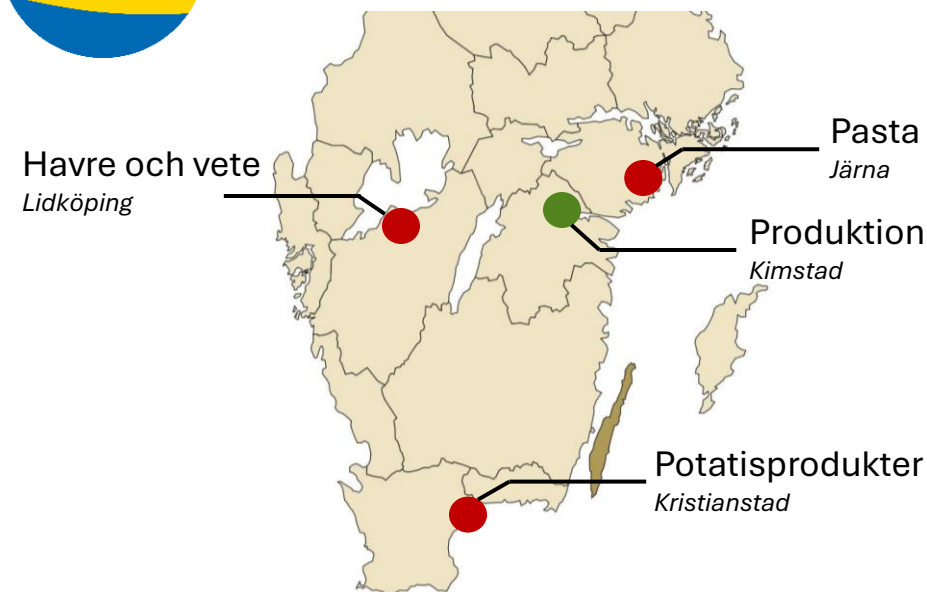 Pasta
Järna
Havre och vete
Lidköping
Produktion
Kimstad
Potatisprodukter
Kristianstad